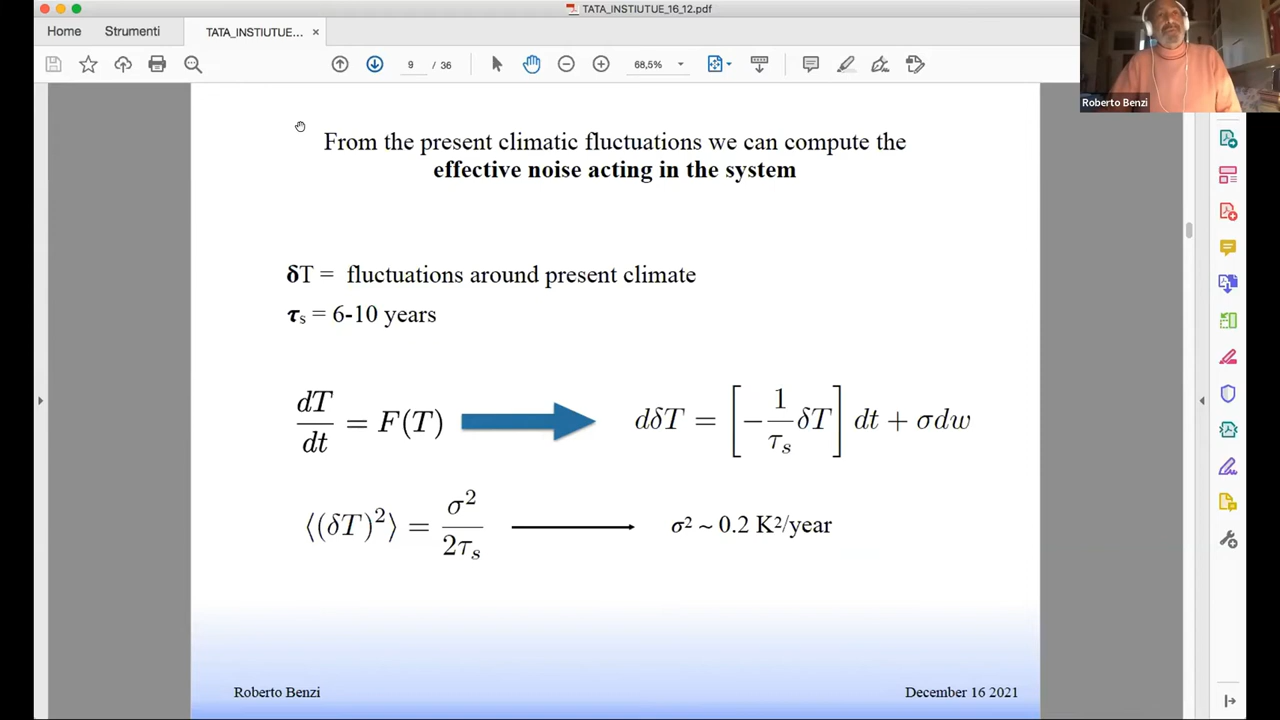 TATA_INSTIUTUE_16_12.pdf
Home Strumenti TATA_INSTIUTUE... ×
9 / 36 68,5%
Roberto Benzi
From the present climatic fluctuations we can compute the
effective noise acting in the system
δT = fluctuations around present climate
τs = 6-10 years
dT/dt = F(T) dδT = [−1/τs δT] dt + σdw
⟨(δT)²⟩ = σ²/2τs σ² ~ 0.2 K²/year
Roberto Benzi December 16 2021